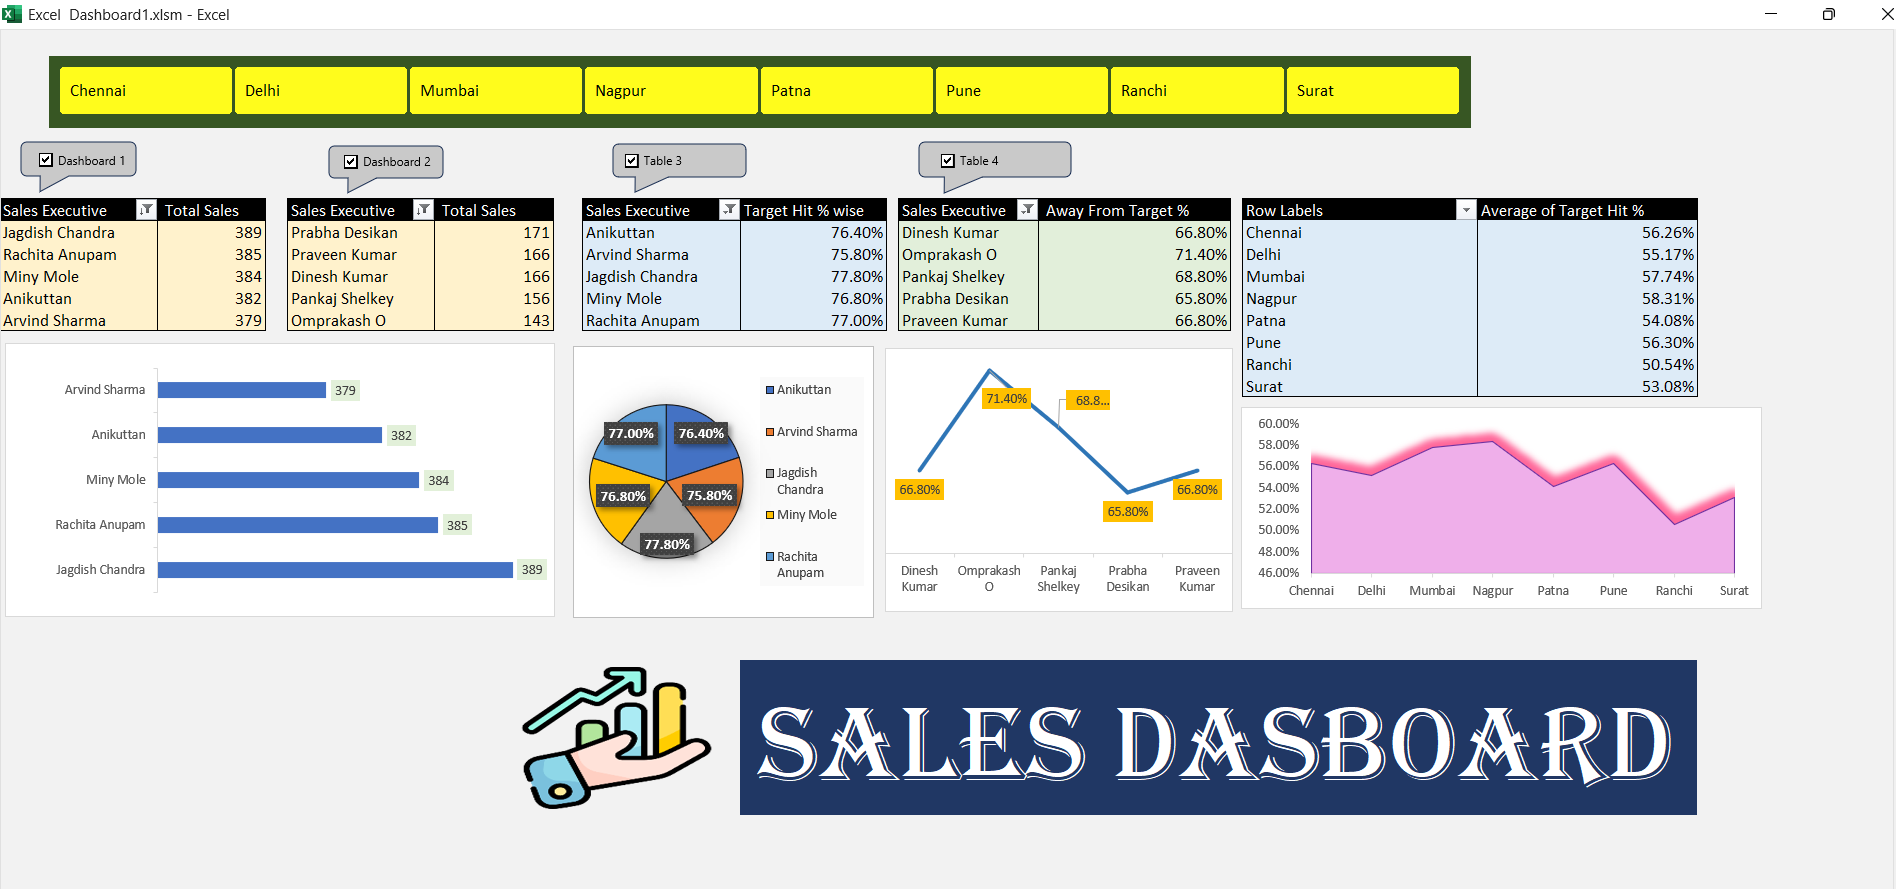 Excel Dashboard1.xlsm - Excel
Chennai Delhi Mumbai Nagpur Patna Pune Ranchi Surat
Dashboard 1
Dashboard 2
Table 3
Table 4
Sales Executive Total Sales
Jagdish Chandra 389
Rachita Anupam 385
Miny Mole 384
Anikuttan 382
Arvind Sharma 379
Sales Executive Total Sales
Prabha Desikan 171
Praveen Kumar 166
Dinesh Kumar 166
Pankaj Shelkey 156
Omprakash O 143
Sales Executive Target Hit % wise
Anikuttan 76.40%
Arvind Sharma 75.80%
Jagdish Chandra 77.80%
Miny Mole 76.80%
Rachita Anupam 77.00%
Sales Executive Away From Target %
Dinesh Kumar 66.80%
Omprakash O 71.40%
Pankaj Shelkey 68.80%
Prabha Desikan 65.80%
Praveen Kumar 66.80%
Row Labels Average of Target Hit %
Chennai 56.26%
Delhi 55.17%
Mumbai 57.74%
Nagpur 58.31%
Patna 54.08%
Pune 56.30%
Ranchi 50.54%
Surat 53.08%
Arvind Sharma 379
Anikuttan 382
Miny Mole 384
Rachita Anupam 385
Jagdish Chandra 389
77.00% 76.40%
76.80% 75.80%
77.80%
Anikuttan
Arvind Sharma
Jagdish
Chandra
Miny Mole
Rachita
Anupam
71.40% 68.8...
66.80% 66.80%
65.80%
Dinesh Omprakash Pankaj Prabha Praveen
Kumar O Shelkey Desikan Kumar
60.00%
58.00%
56.00%
54.00%
52.00%
50.00%
48.00%
46.00%
Chennai Delhi Mumbai Nagpur Patna Pune Ranchi Surat
SALES DASBOARD